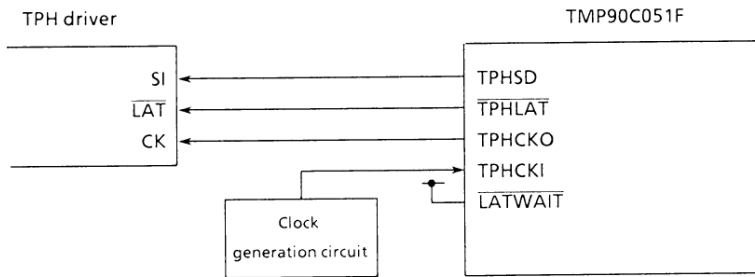 TPH driver
TMP90C051F
SI
TPHSD
LAT
TPHLAT
CK
TPHCKO
TPHCKI
LATWAIT
Clock
generation circuit